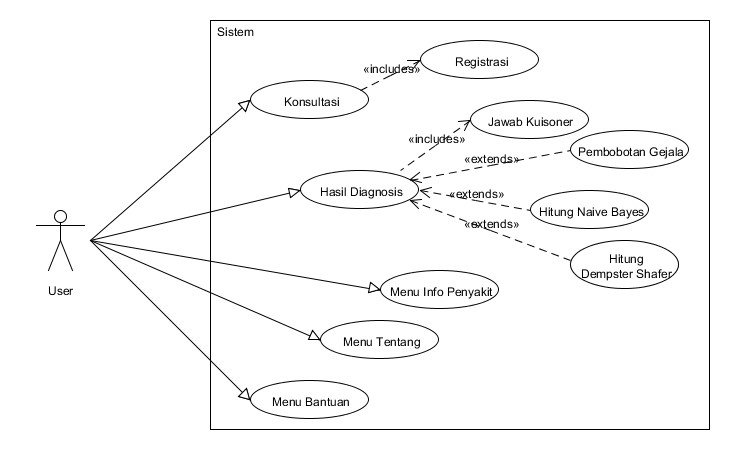 Sistem
«includes»
Registrasi
Konsultasi
«includes»
Jawab Kuisoner
«extends»
Pembobotan Gejala
Hasil Diagnosis
«extends»
Hitung Naive Bayes
«extends»
Hitung
Dempster Shafer
User
Menu Info Penyakit
Menu Tentang
Menu Bantuan